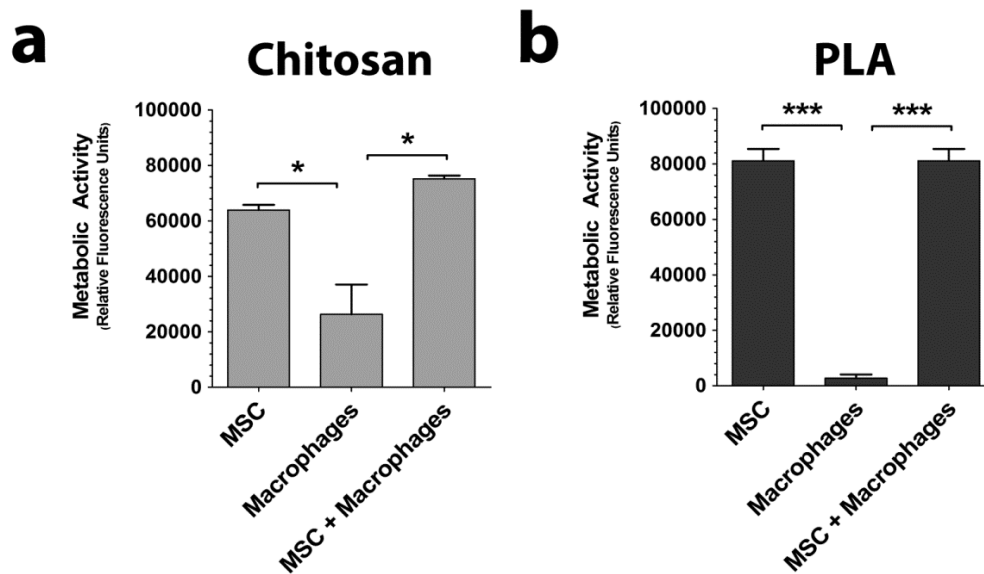 a
Chitosan
Metabolic Activity
(Relative Fluorescence Units)
100000
80000
60000
40000
20000
0
*
*
MSC
Macrophages
MSC + Macrophages
b
PLA
Metabolic Activity
(Relative Fluorescence Units)
100000
80000
60000
40000
20000
0
***
***
MSC
Macrophages
MSC + Macrophages